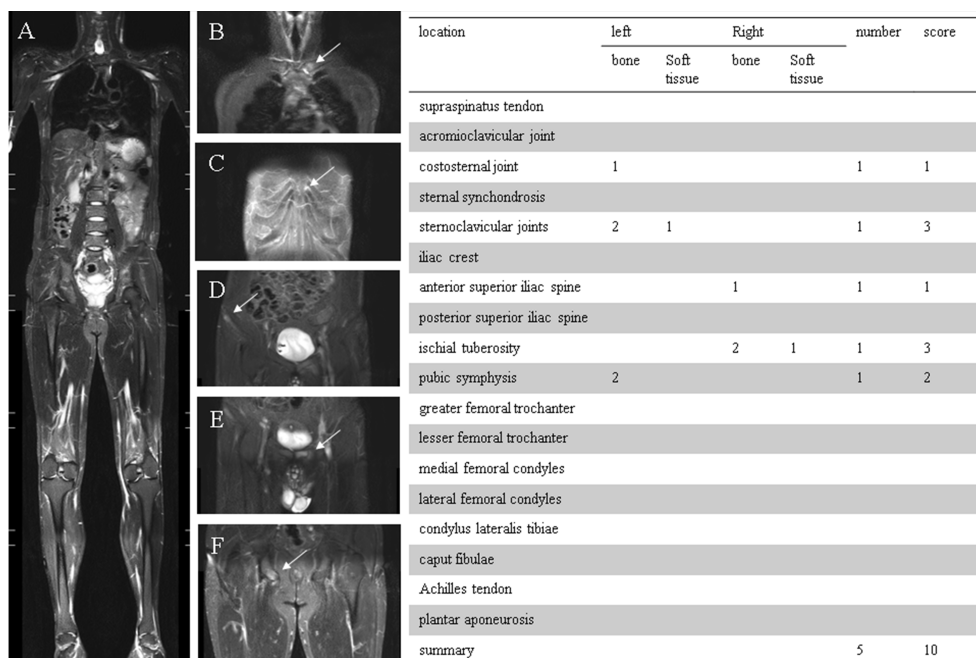 A
B
C
D
E
F
location left Right number score
bone Soft tissue bone Soft tissue
supraspinatus tendon
acromioclavicular joint
costosternal joint 1 1 1
sternal synchondrosis
sternoclavicular joints 2 1 1 3
iliac crest
anterior superior iliac spine 1 1 1
posterior superior iliac spine
ischial tuberosity 2 1 1 3
pubic symphysis 2 1 2
greater femoral trochanter
lesser femoral trochanter
medial femoral condyles
lateral femoral condyles
condylus lateralis tibiae
caput fibulae
Achilles tendon
plantar aponeurosis
summary 5 10